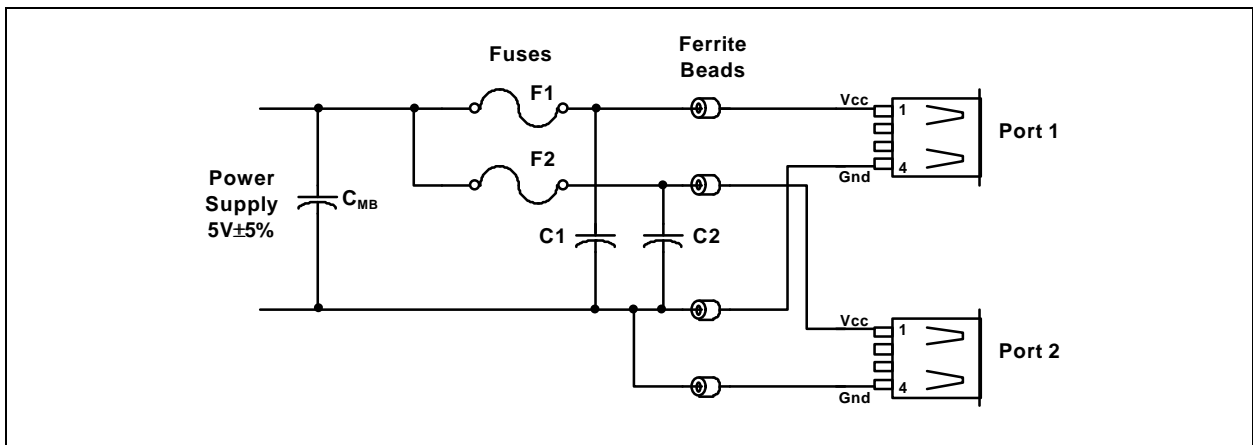 Fuses
Ferrite
Beads
F1
Vcc
1
Port 1
4
Gnd
F2
Power
Supply
5V±5%
CMB
C1
C2
Vcc
1
Port 2
4
Gnd